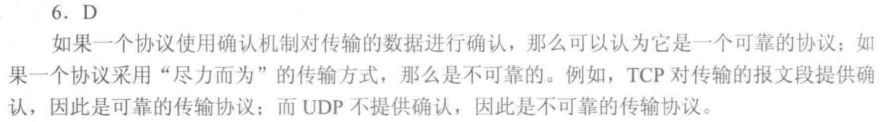 6．D
如果一个协议使用确认机制对传输的数据进行确认，那么可以认为它是一个可靠的协议；如
果一个协议采用“尽力而为”的传输方式，那么是不可靠的。例如，TCP 对传输的报文段提供确
认，因此是可靠的传输协议；而 UDP 不提供确认，因此是不可靠的传输协议。